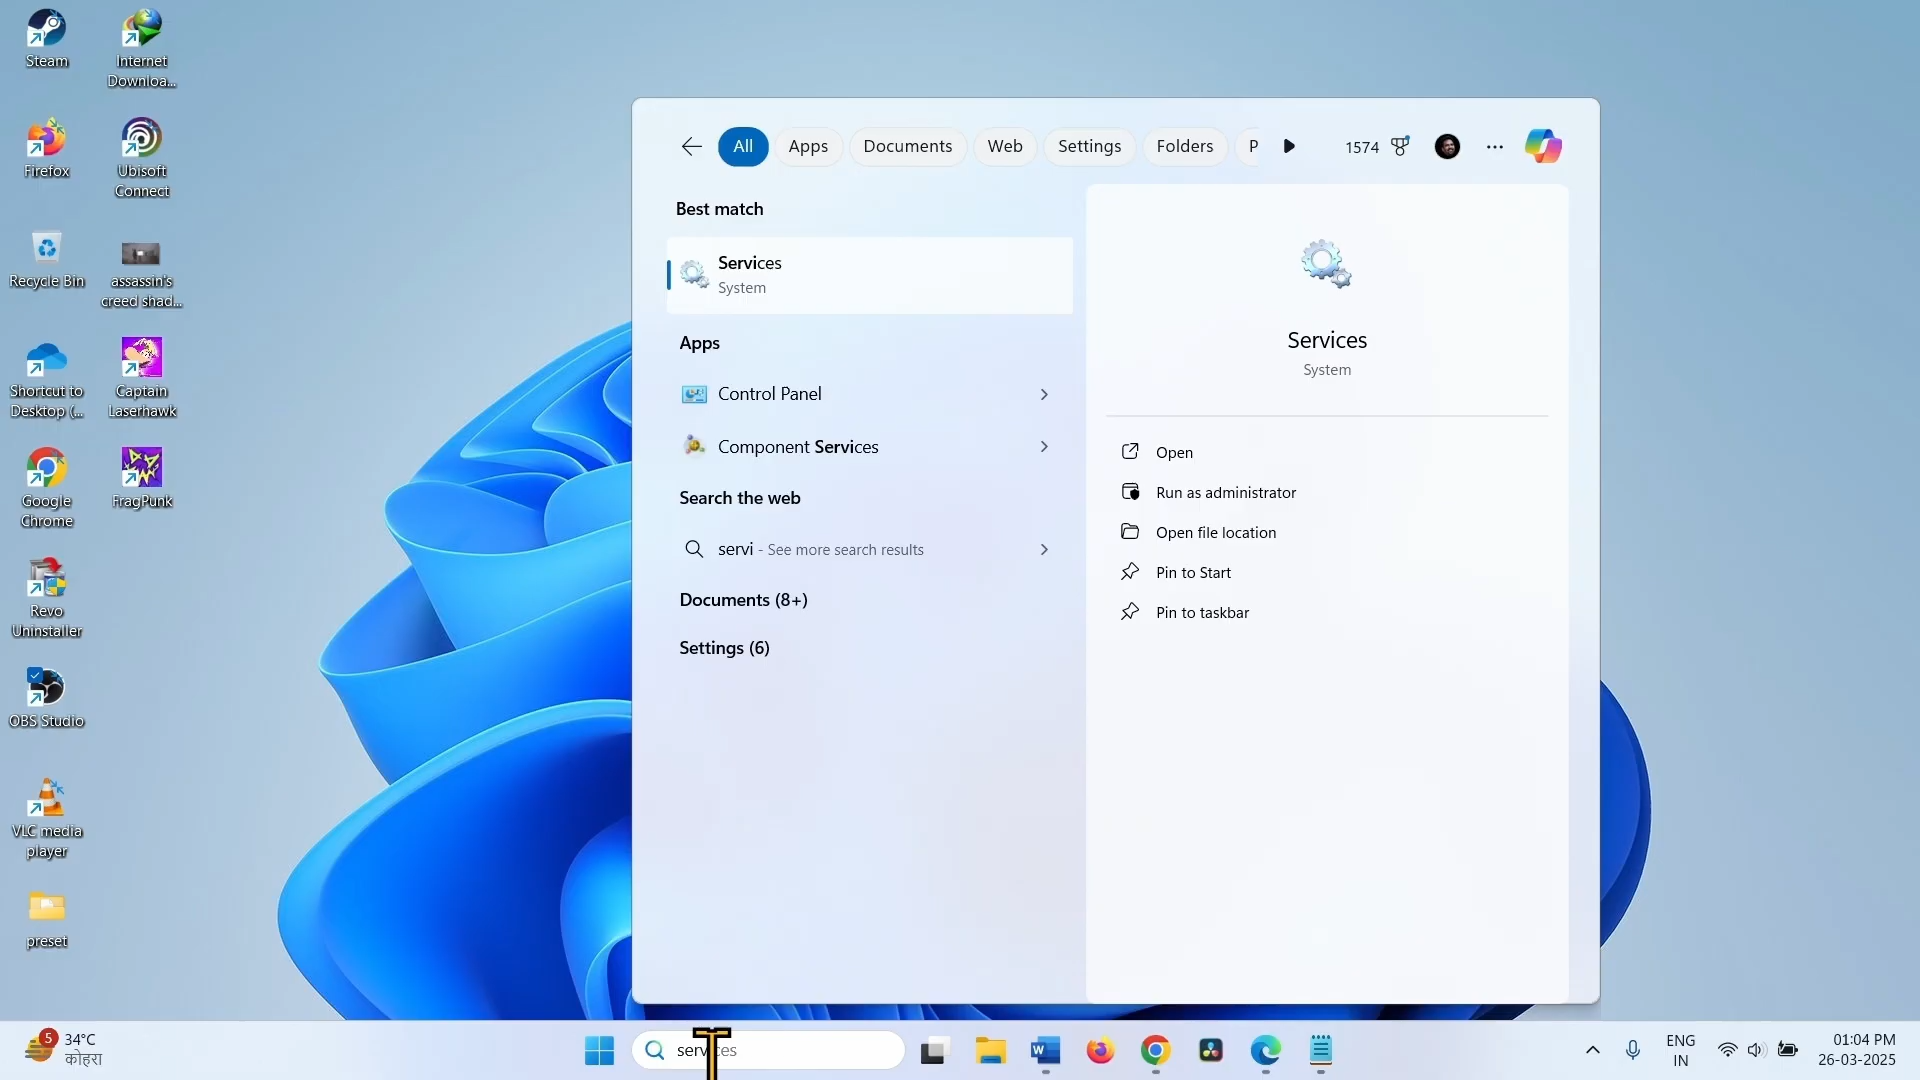 Steam
Internet
Downloa...
Firefox
Ubisoft
Connect
Recycle Bin
assassin's
creed shad...
Shortcut to
Desktop (...
Captain
Laserhawk
Google
Chrome
FragPunk
Revo
Uninstaller
OBS Studio
VLC media
player
preset
All
Apps
Documents
Web
Settings
Folders
P
1574
Best match
Services
System
Apps
Control Panel
Component Services
Search the web
servi - See more search results
Documents (8+)
Settings (6)
Services
System
Open
Run as administrator
Open file location
Pin to Start
Pin to taskbar
5
34°C
कोहरा
services
W
ENG
IN
01:04 PM
26-03-2025